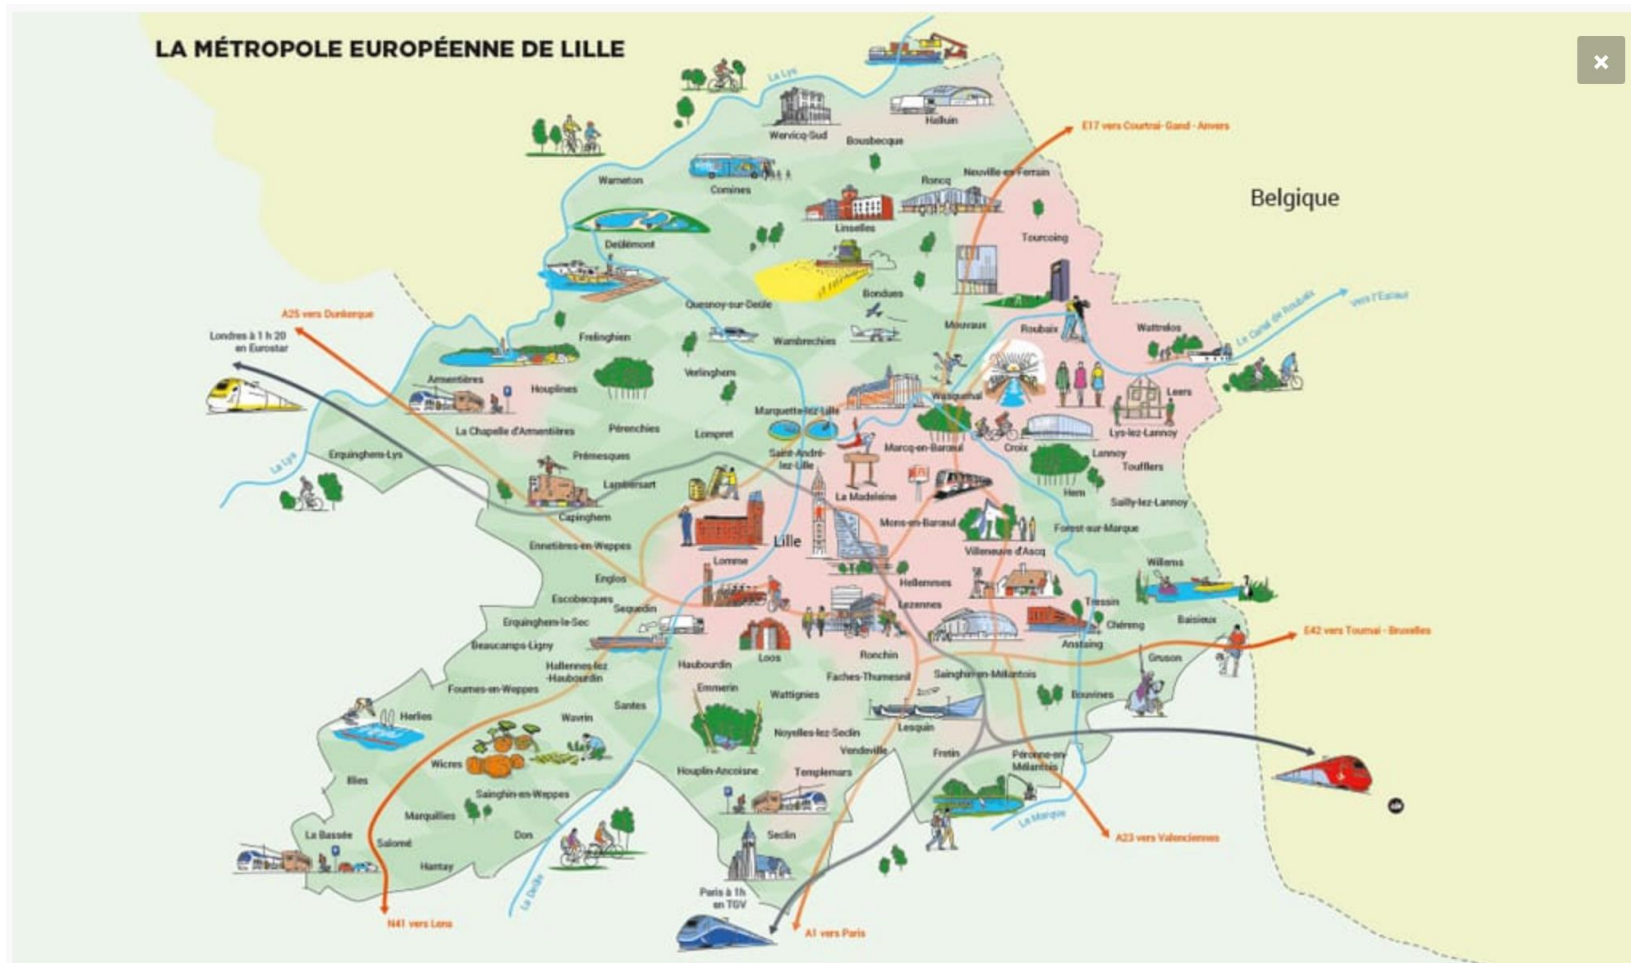 LA MÉTROPOLE EUROPÉENNE DE LILLE
×
La Lys
Halluin
Wervicq-Sud
Bousbecque
E17 vers Courtrai- Gand - Anvers
Neuville-en-Ferrain
Roncq
Warneton
Comines
Belgique
Linselles
Tourcoing
Deûlémont
Bondues
Quesnoy-sur-Deûle
Le Canal de Roubaix
vers l'Escaut
A25 vers Dunkerque
Londres à 1 h 20
en Eurostar
Frelinghien
Wambrechies
Mouvaux
Roubaix
Wattrelos
Verlinghem
Armentières
Houplines
Wasquehal
Leers
Marquette-lez-Lille
La Chapelle d'Armentières
Pérenchies
Lompret
Saint-André-
lez-Lille
Marcq-en-Barœul
Croix
Lys-lez-Lannoy
Lannoy
Toufflers
La Lys
Erquinghem-Lys
Prémesques
Lambersart
La Madeleine
Hem
Sailly-lez-Lannoy
Capinghem
Mons-en-Barœul
Forest-sur-Marque
Ennetières-en-Weppes
Lille
Villeneuve d'Ascq
Lomme
Willems
Englos
Hellemmes
Escobecques
Sequedin
Lezennes
Tressin
Erquinghem-le-Sec
Chéreng
Baisieux
E42 vers Tournai - Bruxelles
Beaucamps-Ligny
Anstaing
Hallennes-lez
-Haubourdin
Haubourdin
Loos
Ronchin
Gruson
Faches-Thumesnil
Sainghin-en-Mélantois
Fournes-en-Weppes
Emmerin
Wattignies
Bouvines
Santes
Herlies
Wavrin
Noyelles-lez-Seclin
Lesquin
Vendeville
Fretin
Péronne-en-
Mélantois
Wicres
Illies
Houplin-Ancoisne
Templemars
Sainghin-en-Weppes
Marquillies
La Marque
La Bassée
Salomé
Don
Seclin
A23 vers Valenciennes
Hantay
La Deûle
Paris à 1h
en TGV
N41 vers Lens
A1 vers Paris